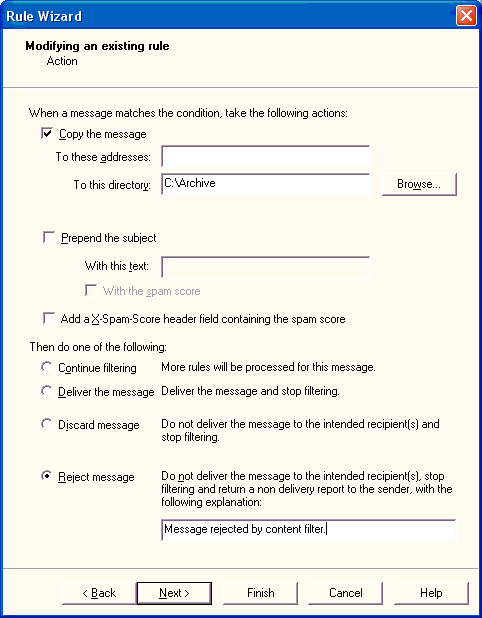 Rule Wizard
Modifying an existing rule
Action
When a message matches the condition, take the following actions:
Copy the message
To these addresses:
To this directory: C:\Archive Browse...
Prepend the subject
With this text:
With the spam score
Add a X-Spam-Score header field containing the spam score
Then do one of the following:
Continue filtering More rules will be processed for this message.
Deliver the message Deliver the message and stop filtering.
Discard message Do not deliver the message to the intended recipient(s) and
stop filtering.
Reject message Do not deliver the message to the intended recipient(s), stop
filtering and return a non delivery report to the sender, with the
following explanation:
Message rejected by content filter.
< Back Next > Finish Cancel Help